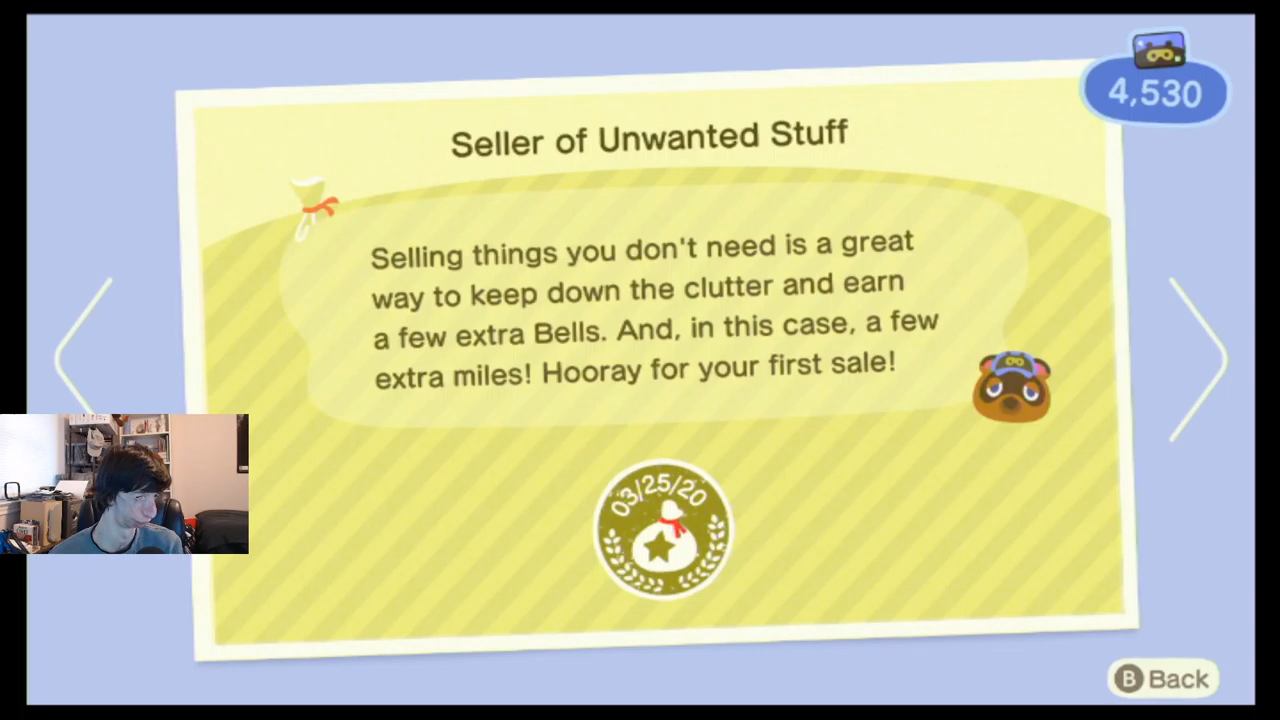 4,530
Seller of Unwanted Stuff
Selling things you don't need is a great
way to keep down the clutter and earn
a few extra Bells. And, in this case, a few
extra miles! Hooray for your first sale!
03/25/20
B Back